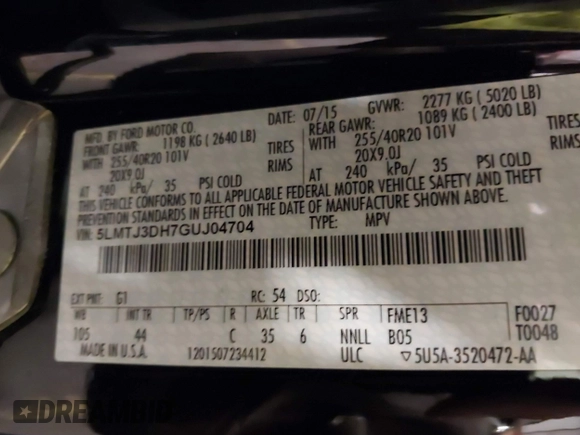 MFD. BY FORD MOTOR CO.
DATE: 07/15 GVWR: 2277 KG ( 5020 LB)
FRONT GAWR: 1198 KG ( 2640 LB)
REAR GAWR: 1089 KG ( 2400 LB)
WITH 255/40R20 101V TIRES
WITH 255/40R20 101V TIRES
20X9.0J RIMS
20X9.0J RIMS
AT 240 kPa/ 35 PSI COLD
AT 240 kPa/ 35 PSI COLD
THIS VEHICLE CONFORMS TO ALL APPLICABLE FEDERAL MOTOR VEHICLE SAFETY AND THEFT
PREVENTION STANDARDS IN EFFECT ON THE DATE OF MANUFACTURE SHOWN ABOVE.
VIN: 5LMTJ3DH7GUJ04704 TYPE: MPV
EXT PNT: G1 RC: 54 DSO:
WB INT TR TP/PS R AXLE TR SPR FME13 F0027
105 44 C 35 6 NNLL B05 T0048
MADE IN U.S.A. 1201507234412 ULC ▽5U5A-3520472-AA
DREAMBID